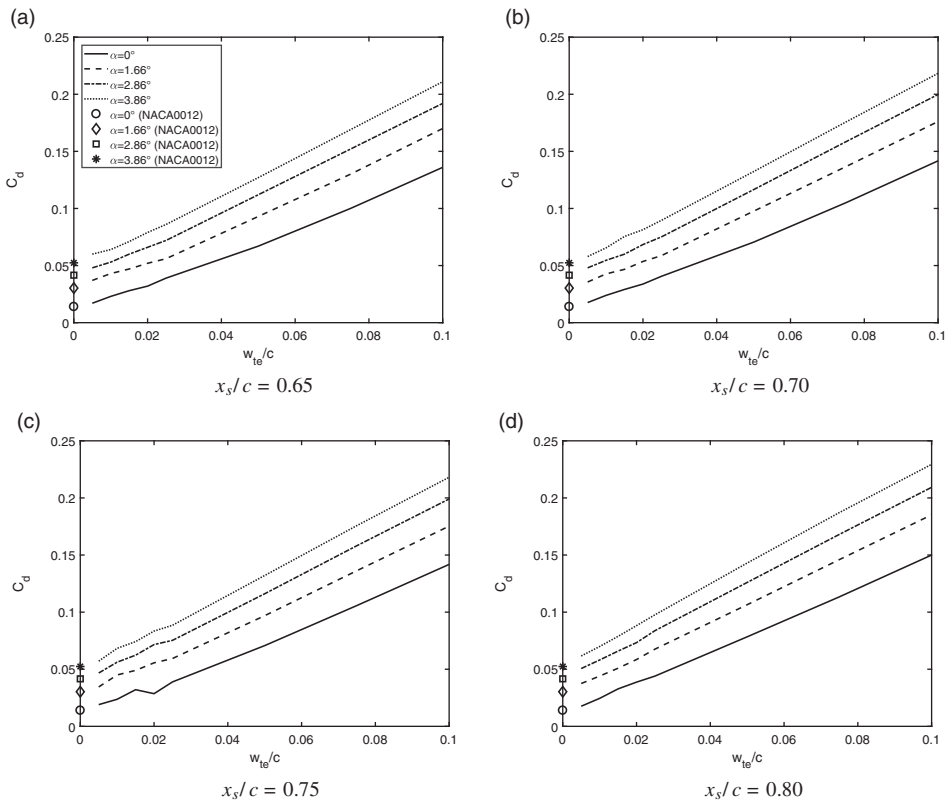 (a)
0.25
0.2
0.15
0.1
0.05
0
C_d
α=0°
α=1.66°
α=2.86°
α=3.86°
α=0° (NACA0012)
α=1.66° (NACA0012)
α=2.86° (NACA0012)
α=3.86° (NACA0012)
0 0.02 0.04 0.06 0.08 0.1
w_te/c
x_s/c = 0.65
(b)
0.25
0.2
0.15
0.1
0.05
0
C_d
0 0.02 0.04 0.06 0.08 0.1
w_te/c
x_s/c = 0.70
(c)
0.25
0.2
0.15
0.1
0.05
0
C_d
0 0.02 0.04 0.06 0.08 0.1
w_te/c
x_s/c = 0.75
(d)
0.25
0.2
0.15
0.1
0.05
0
C_d
0 0.02 0.04 0.06 0.08 0.1
w_te/c
x_s/c = 0.80